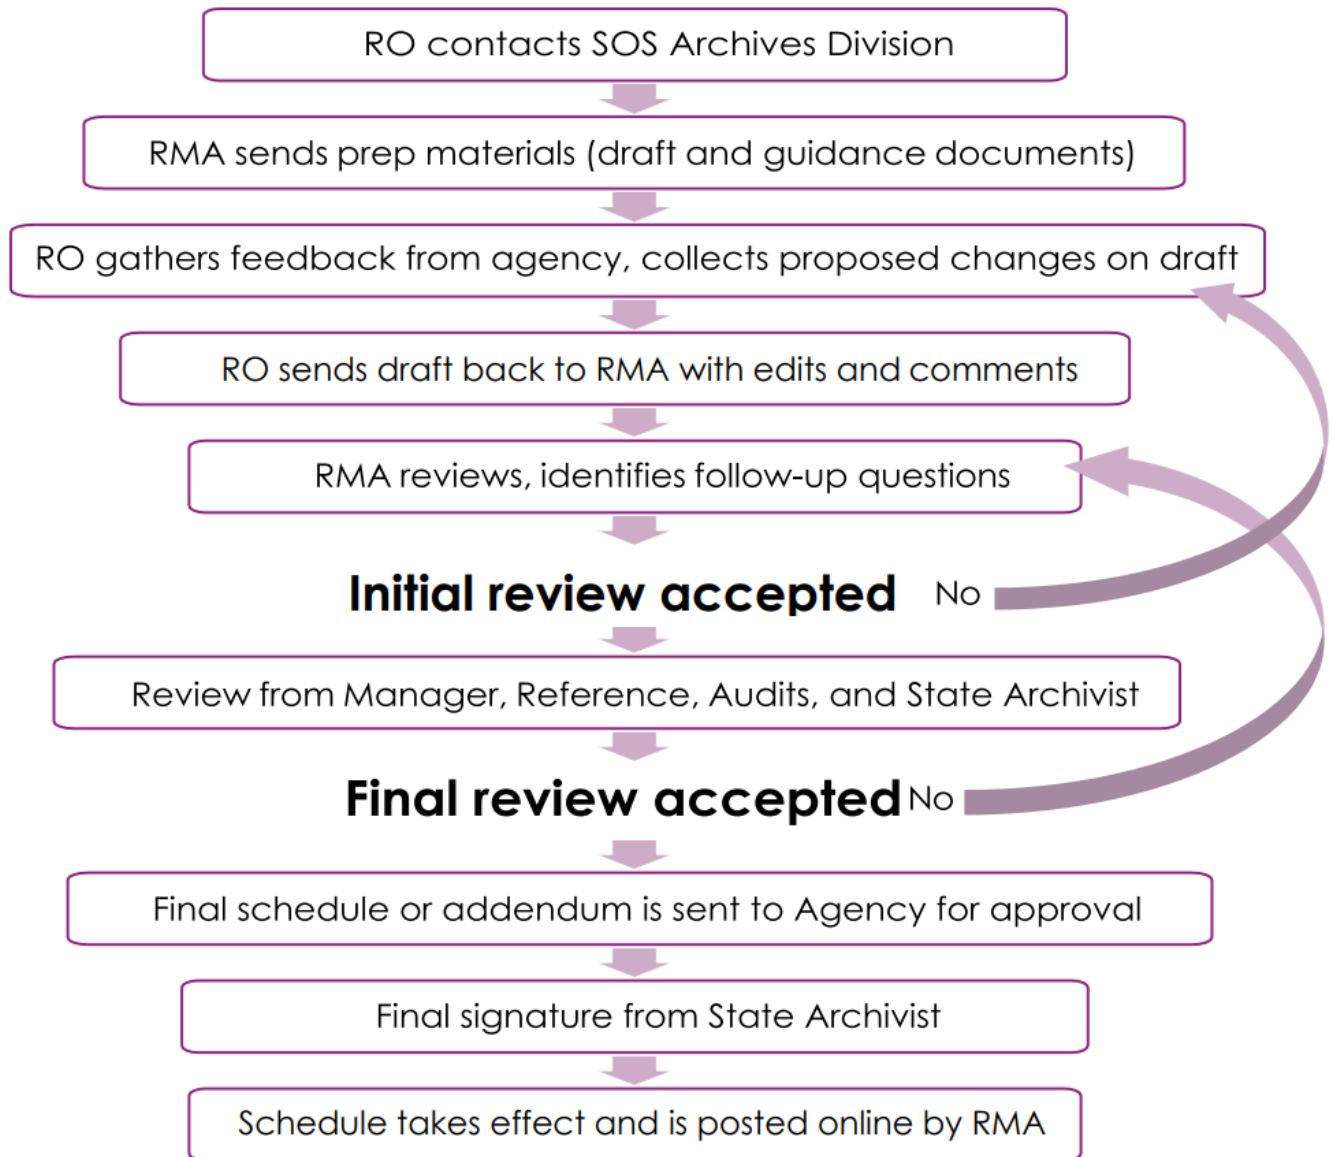 RO contacts SOS Archives Division
RMA sends prep materials (draft and guidance documents)
RO gathers feedback from agency, collects proposed changes on draft
RO sends draft back to RMA with edits and comments
RMA reviews, identifies follow-up questions
Initial review accepted No
Review from Manager, Reference, Audits, and State Archivist
Final review accepted No
Final schedule or addendum is sent to Agency for approval
Final signature from State Archivist
Schedule takes effect and is posted online by RMA